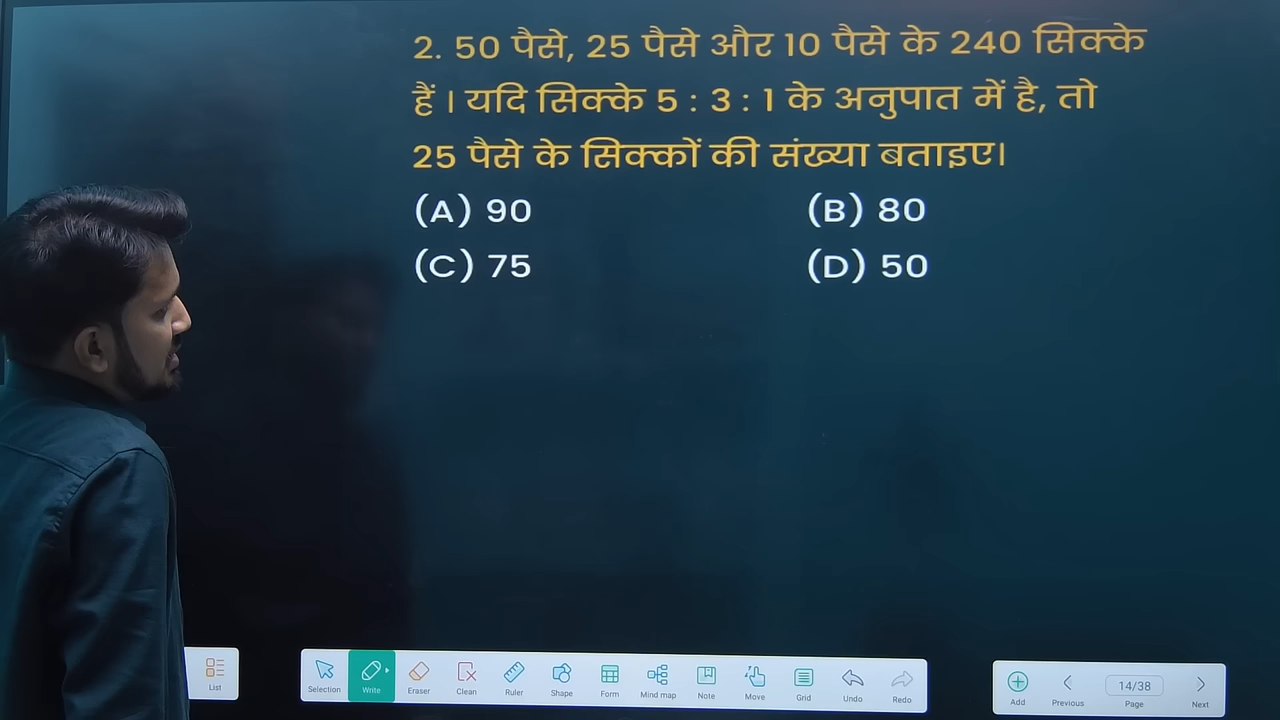 2. 50 पैसे, 25 पैसे और 10 पैसे के 240 सिक्के
हैं । यदि सिक्के 5 : 3 : 1 के अनुपात में है, तो
25 पैसे के सिक्कों की संख्या बताइए।
(A) 90 (B) 80
(C) 75 (D) 50
List Selection Write Eraser Clean Ruler Shape Form Mind map Note Move Grid Undo Redo Add Previous 14/38 Page Next